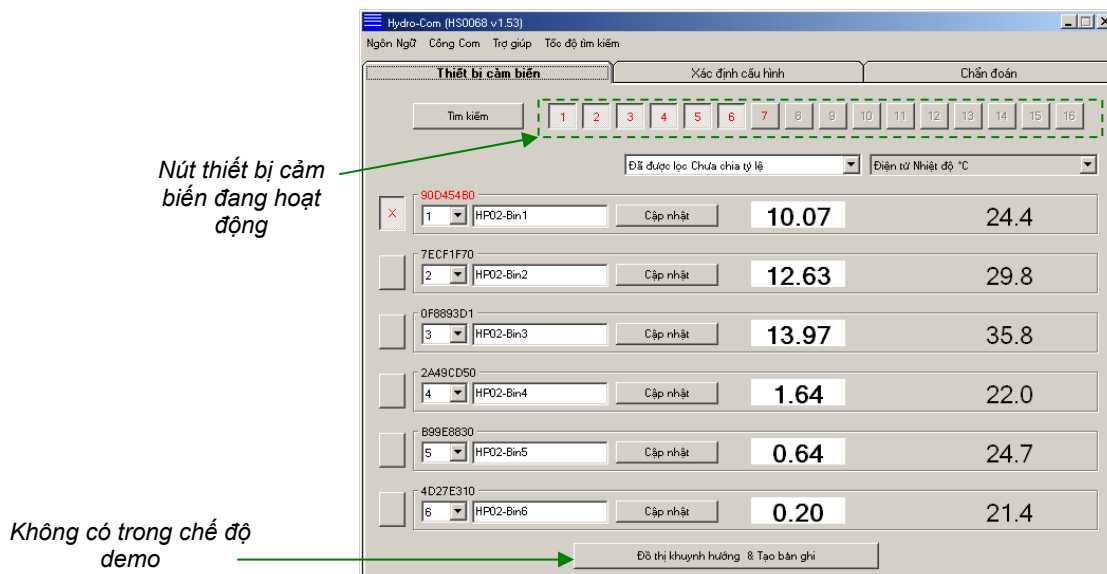 Hydro-Com (HS0068 v1.53)
Ngôn Ngữ Cổng Com Trợ giúp Tốc độ tìm kiếm
Thiết bị cảm biến Xác định cấu hình Chẩn đoán
Tìm kiếm 1 2 3 4 5 6 7 8 9 10 11 12 13 14 15 16
Nút thiết bị cảm
biến đang hoạt
động
Đã được lọc Chưa chia tỷ lệ Điện từ Nhiệt độ °C
90D454B0
X 1 HP02-Bin1 Cập nhật 10.07 24.4
7ECF1F70
2 HP02-Bin2 Cập nhật 12.63 29.8
0F8893D1
3 HP02-Bin3 Cập nhật 13.97 35.8
2A49CD50
4 HP02-Bin4 Cập nhật 1.64 22.0
B99E8830
5 HP02-Bin5 Cập nhật 0.64 24.7
4D27E310
6 HP02-Bin6 Cập nhật 0.20 21.4
Không có trong chế độ
demo
Đồ thị khuynh hướng & Tạo bản ghi